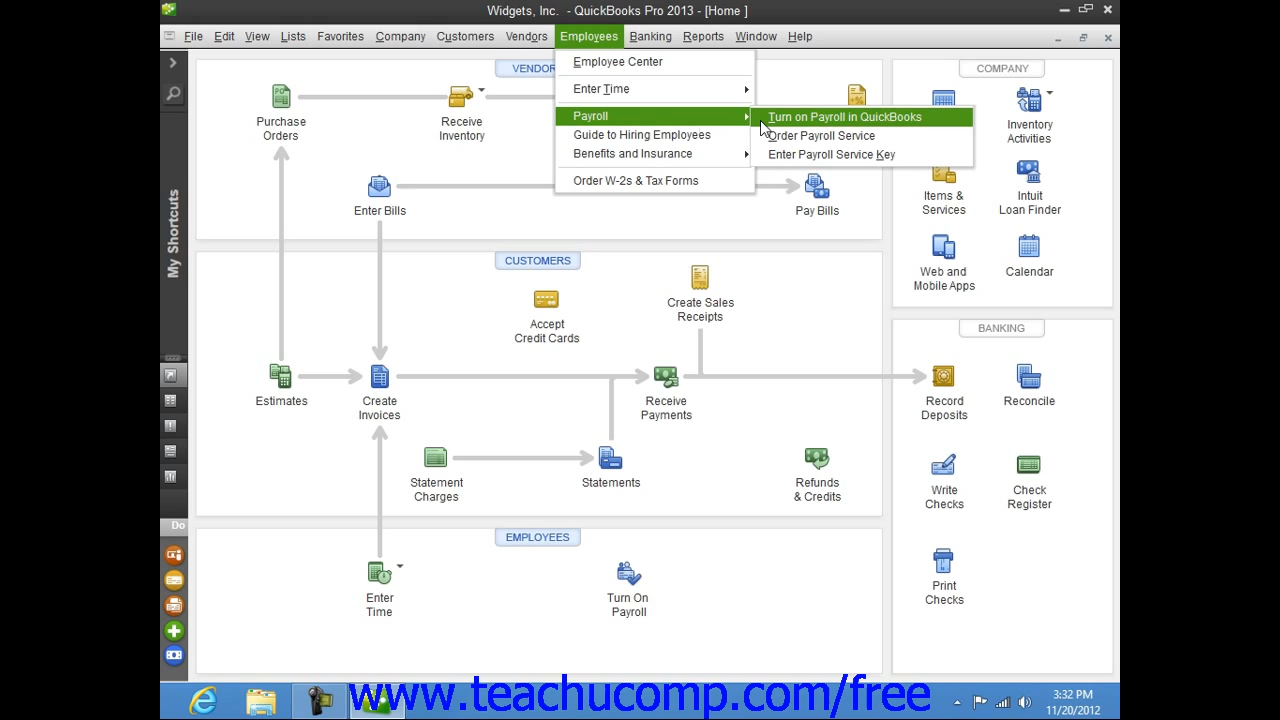 Widgets, Inc. - QuickBooks Pro 2013 - [Home ]
File Edit View Lists Favorites Company Customers Vendors Employees Banking Reports Window Help
VENDOR
COMPANY
Employee Center
Enter Time
Payroll
Guide to Hiring Employees
Benefits and Insurance
Order W-2s & Tax Forms
Turn on Payroll in QuickBooks
Order Payroll Service
Enter Payroll Service Key
Purchase
Orders
Receive
Inventory
Inventory
Activities
Enter Bills
Pay Bills
Items &
Services
Intuit
Loan Finder
My Shortcuts
Web and
Mobile Apps
Calendar
CUSTOMERS
Create Sales
Receipts
Accept
Credit Cards
BANKING
Estimates
Create
Invoices
Receive
Payments
Record
Deposits
Reconcile
Statement
Charges
Statements
Refunds
& Credits
Write
Checks
Check
Register
Do
EMPLOYEES
Enter
Time
Turn On
Payroll
Print
Checks
www.teachucomp.com/free
3:32 PM
11/20/2012